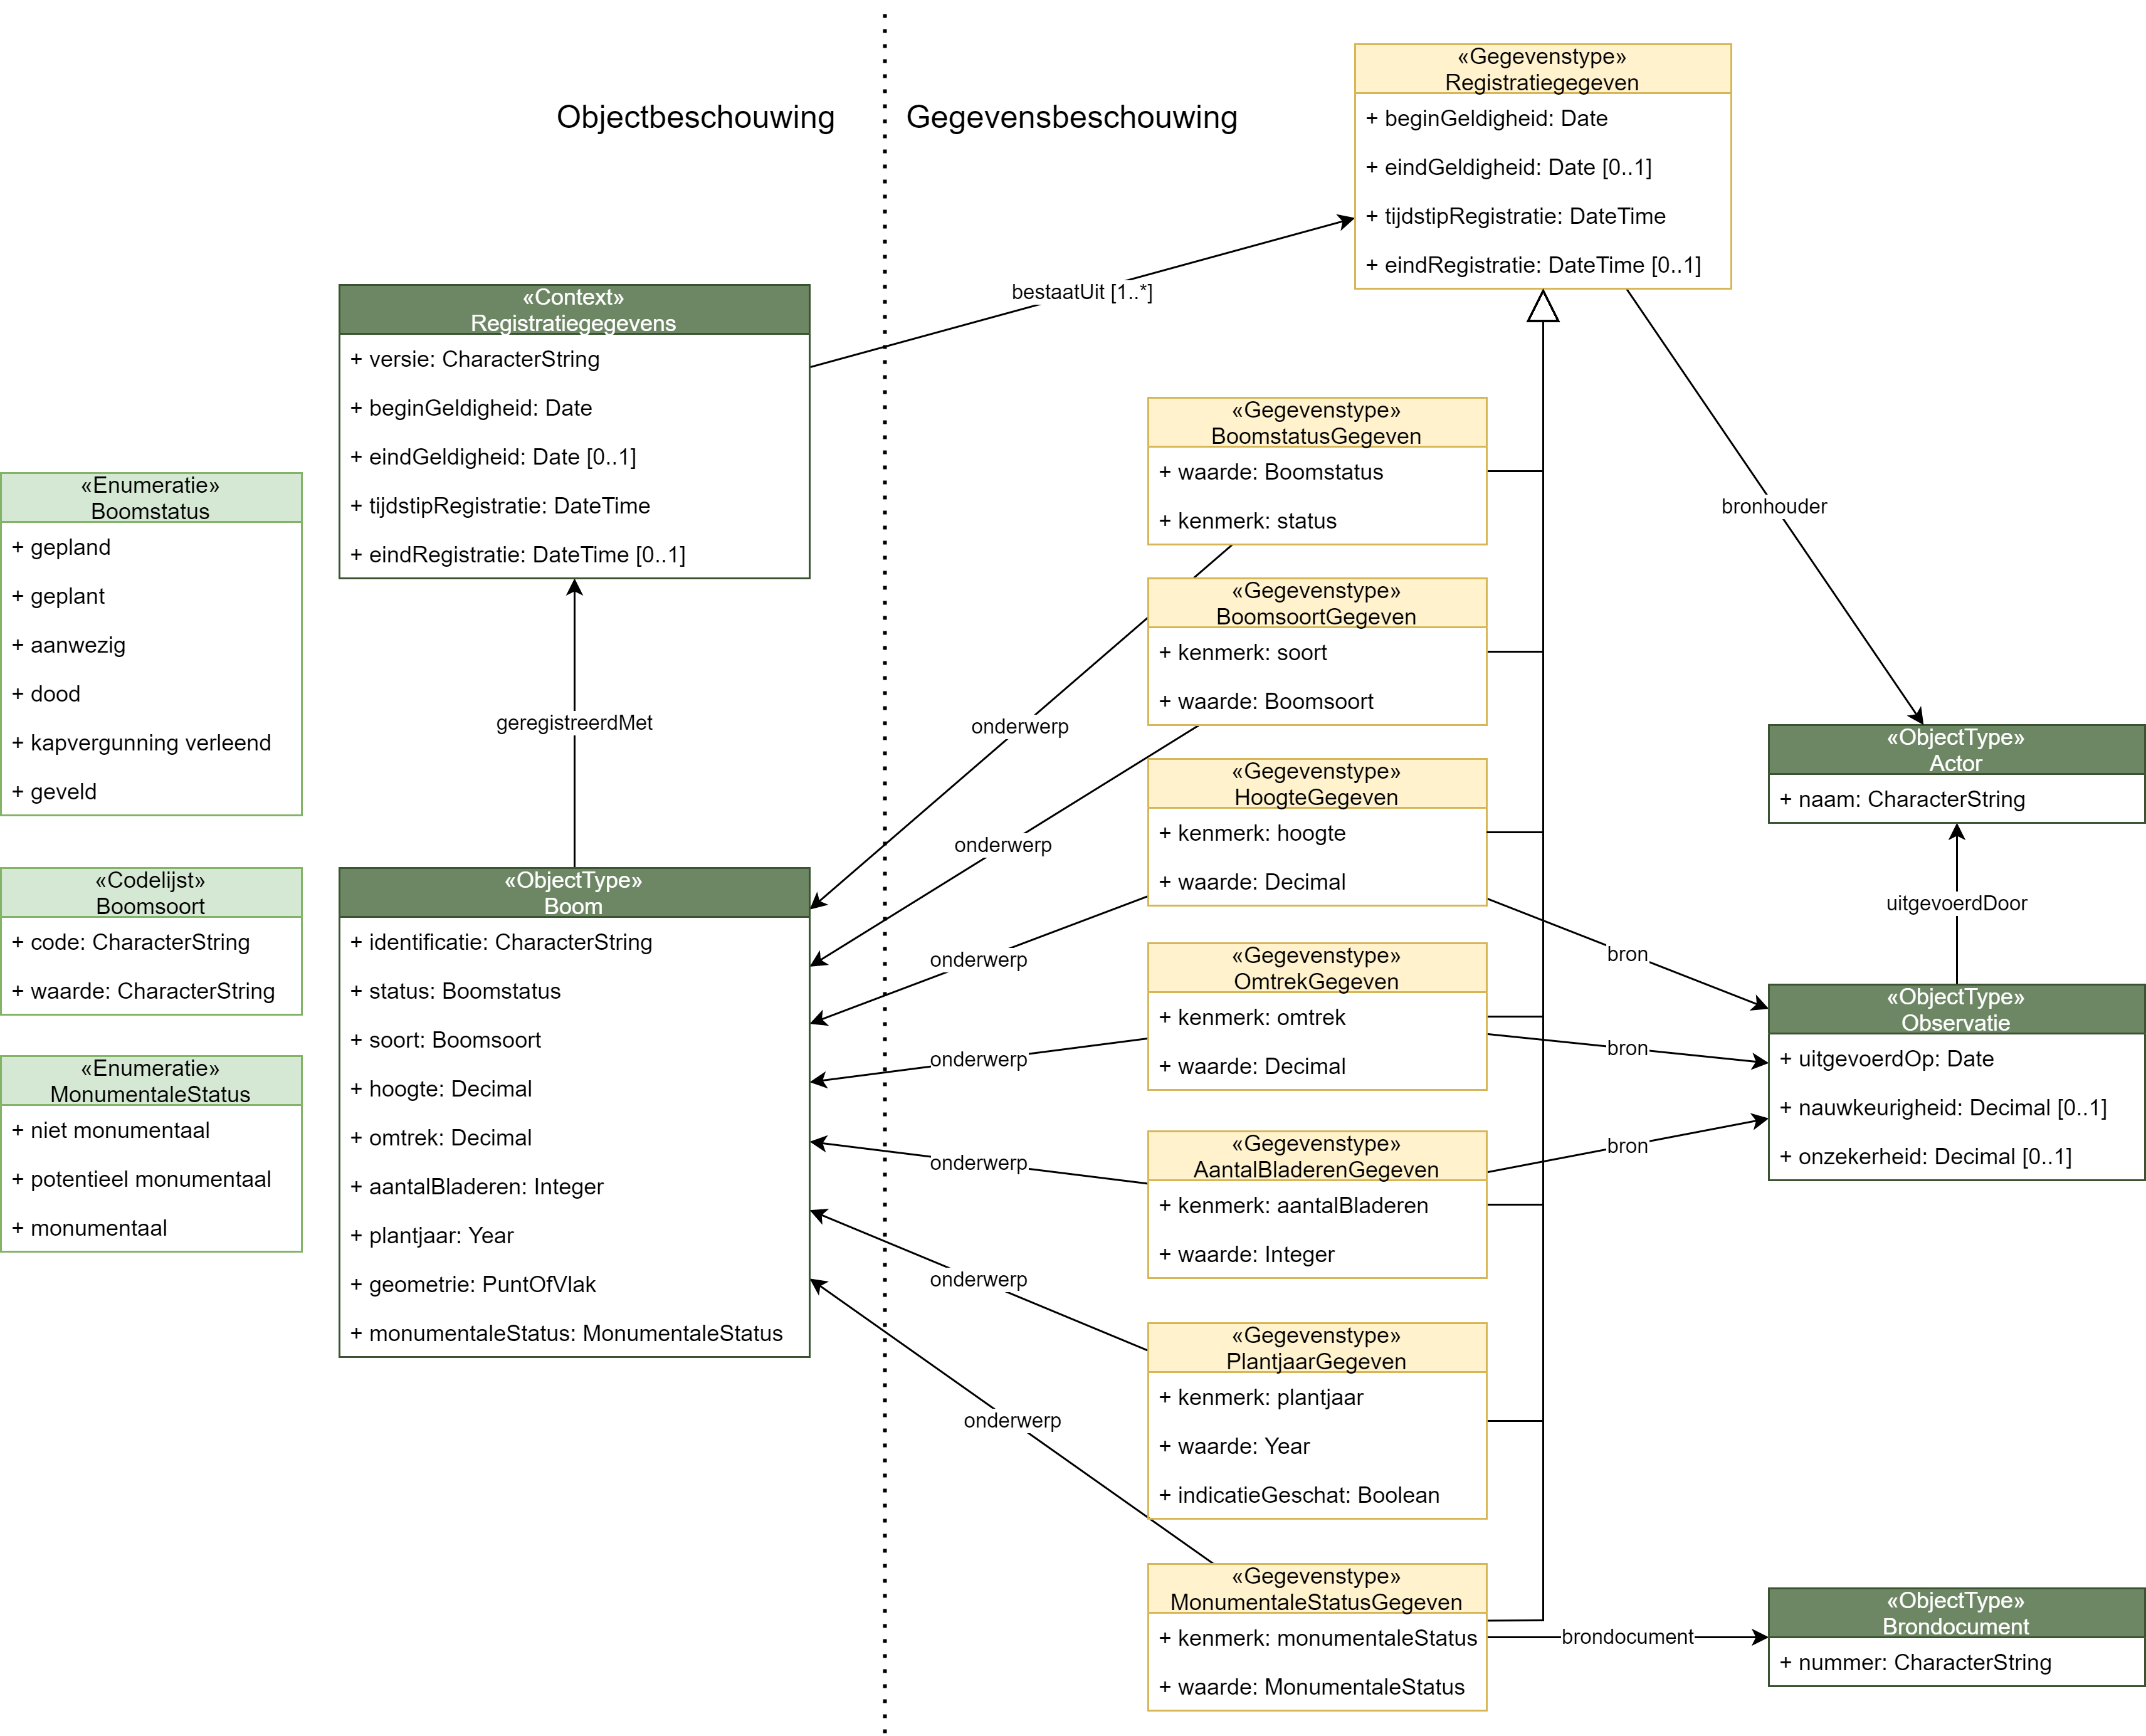 Objectbeschouwing
Gegevensbeschouwing
«Gegevenstype»
Registratiegegeven
+ beginGeldigheid: Date
+ eindGeldigheid: Date [0..1]
+ tijdstipRegistratie: DateTime
+ eindRegistratie: DateTime [0..1]
bestaatUit [1..*]
«Context»
Registratiegegevens
+ versie: CharacterString
+ beginGeldigheid: Date
+ eindGeldigheid: Date [0..1]
+ tijdstipRegistratie: DateTime
+ eindRegistratie: DateTime [0..1]
«Enumeratie»
Boomstatus
+ gepland
+ geplant
+ aanwezig
+ dood
+ kapvergunning verleend
+ geveld
geregistreerdMet
«Codelijst»
Boomsoort
+ code: CharacterString
+ waarde: CharacterString
«Enumeratie»
MonumentaleStatus
+ niet monumentaal
+ potentieel monumentaal
+ monumentaal
«ObjectType»
Boom
+ identificatie: CharacterString
+ status: Boomstatus
+ soort: Boomsoort
+ hoogte: Decimal
+ omtrek: Decimal
+ aantalBladeren: Integer
+ plantjaar: Year
+ geometrie: PuntOfVlak
+ monumentaleStatus: MonumentaleStatus
onderwerp
onderwerp
onderwerp
onderwerp
onderwerp
onderwerp
onderwerp
«Gegevenstype»
BoomstatusGegeven
+ waarde: Boomstatus
+ kenmerk: status
«Gegevenstype»
BoomsoortGegeven
+ kenmerk: soort
+ waarde: Boomsoort
«Gegevenstype»
HoogteGegeven
+ kenmerk: hoogte
+ waarde: Decimal
«Gegevenstype»
OmtrekGegeven
+ kenmerk: omtrek
+ waarde: Decimal
«Gegevenstype»
AantalBladerenGegeven
+ kenmerk: aantalBladeren
+ waarde: Integer
«Gegevenstype»
PlantjaarGegeven
+ kenmerk: plantjaar
+ waarde: Year
+ indicatieGeschat: Boolean
«Gegevenstype»
MonumentaleStatusGegeven
+ kenmerk: monumentaleStatus
+ waarde: MonumentaleStatus
bronhouder
«ObjectType»
Actor
+ naam: CharacterString
uitgevoerdDoor
bron
bron
bron
«ObjectType»
Observatie
+ uitgevoerdOp: Date
+ nauwkeurigheid: Decimal [0..1]
+ onzekerheid: Decimal [0..1]
brondocument
«ObjectType»
Brondocument
+ nummer: CharacterString